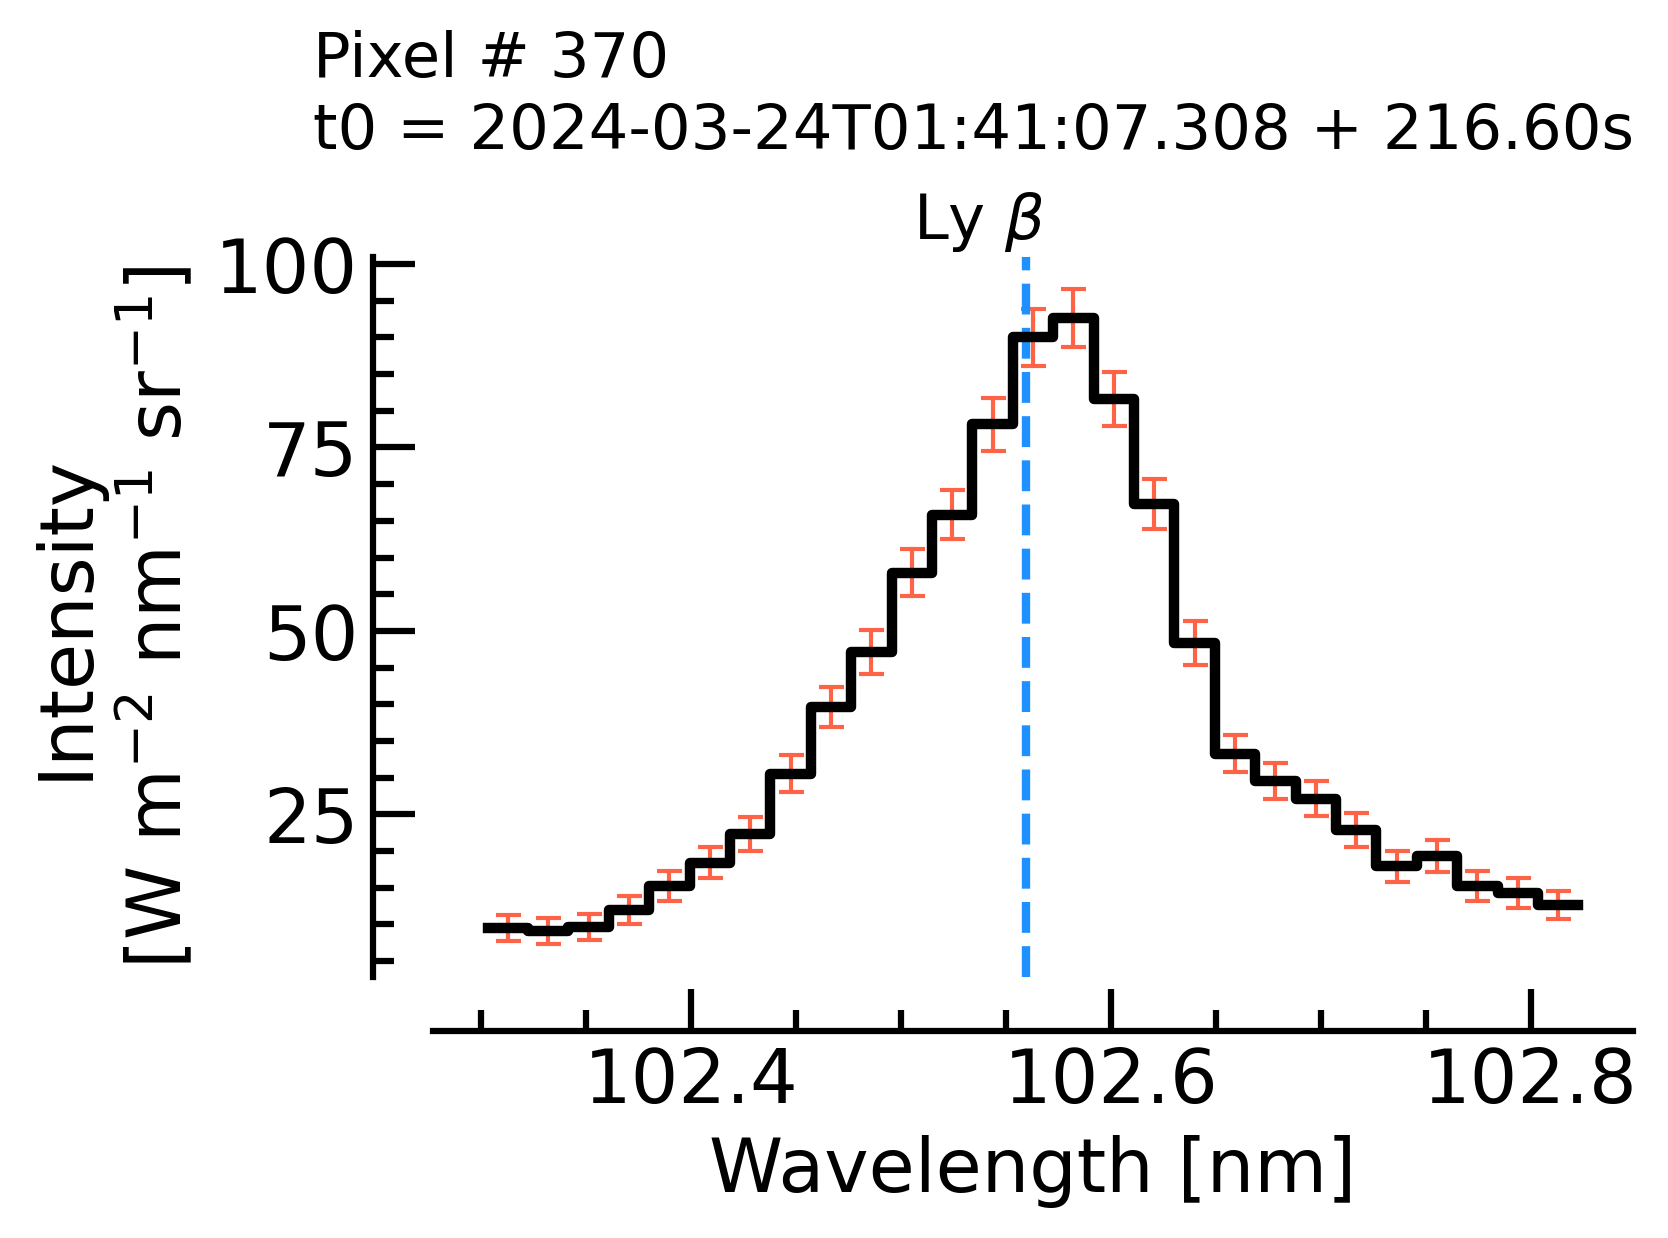 Pixel # 370
t0 = 2024-03-24T01:41:07.308 + 216.60s
Ly β
100
75
50
25
Intensity
[W m⁻² nm⁻¹ sr⁻¹]
102.4 102.6 102.8
Wavelength [nm]